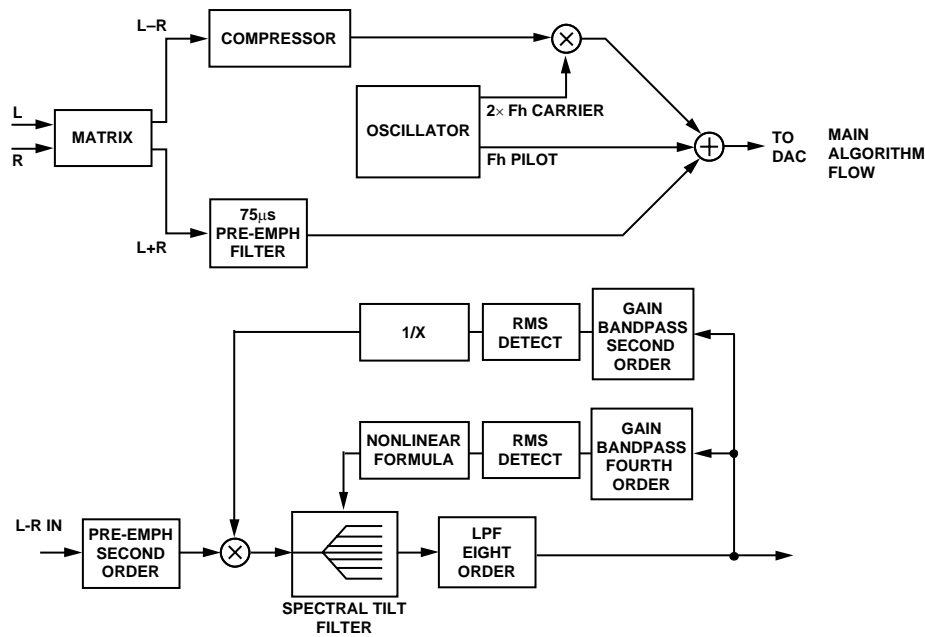 L–R
COMPRESSOR
×
L
R
MATRIX
OSCILLATOR
2× Fh CARRIER
Fh PILOT
+
TO
DAC
MAIN
ALGORITHM
FLOW
L+R
75μs
PRE-EMPH
FILTER
1/X
RMS
DETECT
GAIN
BANDPASS
SECOND
ORDER
NONLINEAR
FORMULA
RMS
DETECT
GAIN
BANDPASS
FOURTH
ORDER
L-R IN
PRE-EMPH
SECOND
ORDER
×
SPECTRAL TILT
FILTER
LPF
EIGHT
ORDER